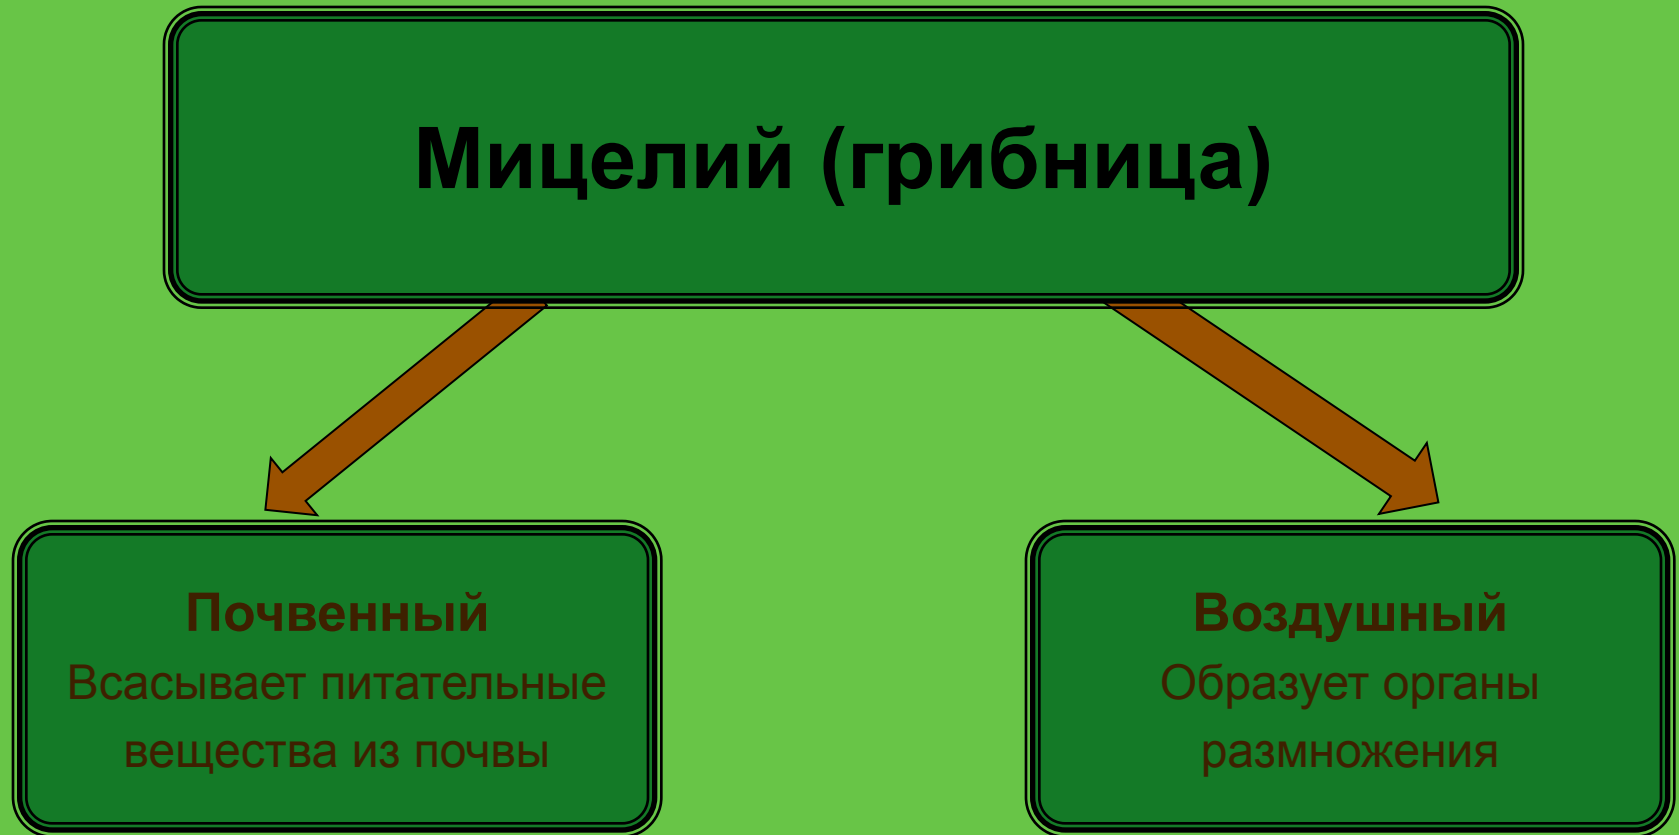 Мицелий (грибница)
Почвенный
Всасывает питательные
вещества из почвы
Воздушный
Образует органы
размножения